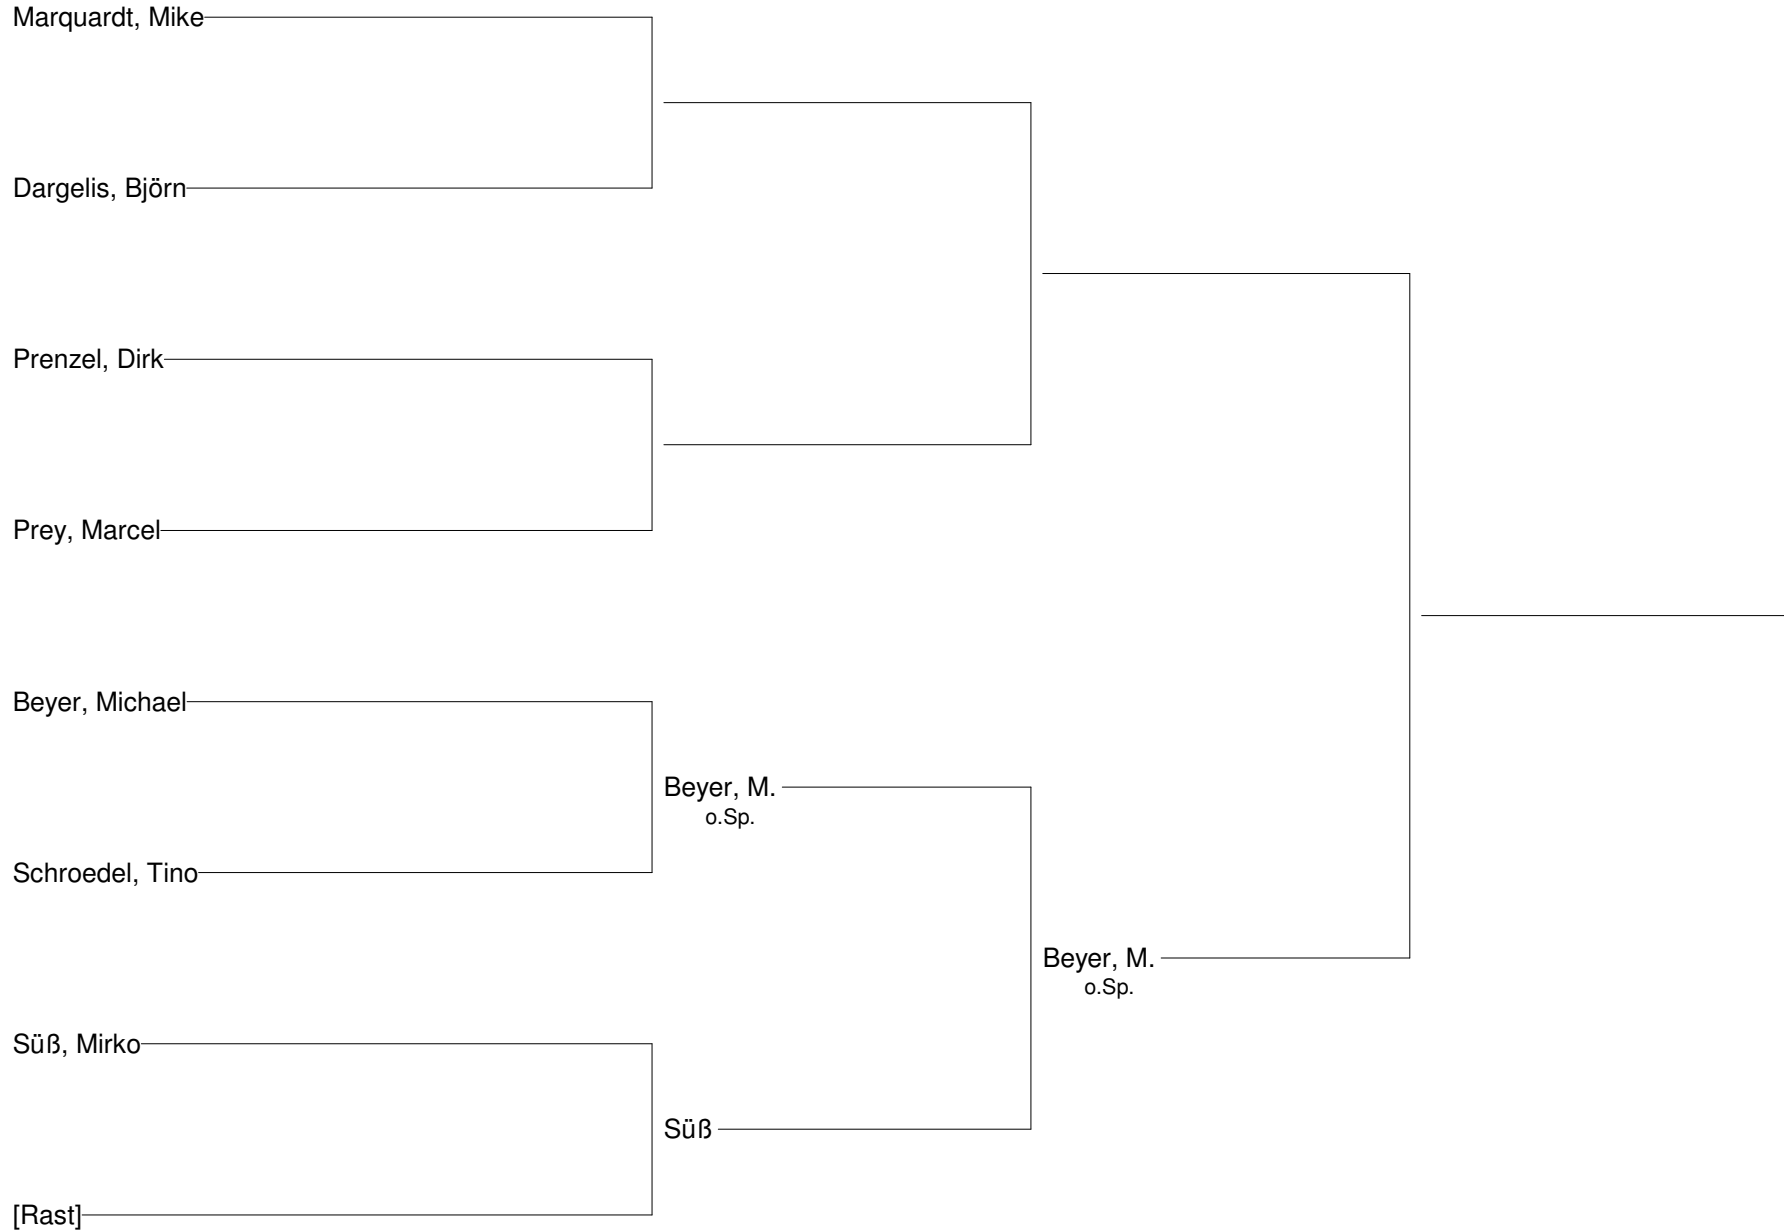 Marquardt, Mike
Dargelis, Björn
Prenzel, Dirk
Prey, Marcel
Beyer, Michael
Beyer, M.
o.Sp.
Schroedel, Tino
Beyer, M.
o.Sp.
Süß, Mirko
Süß
[Rast]